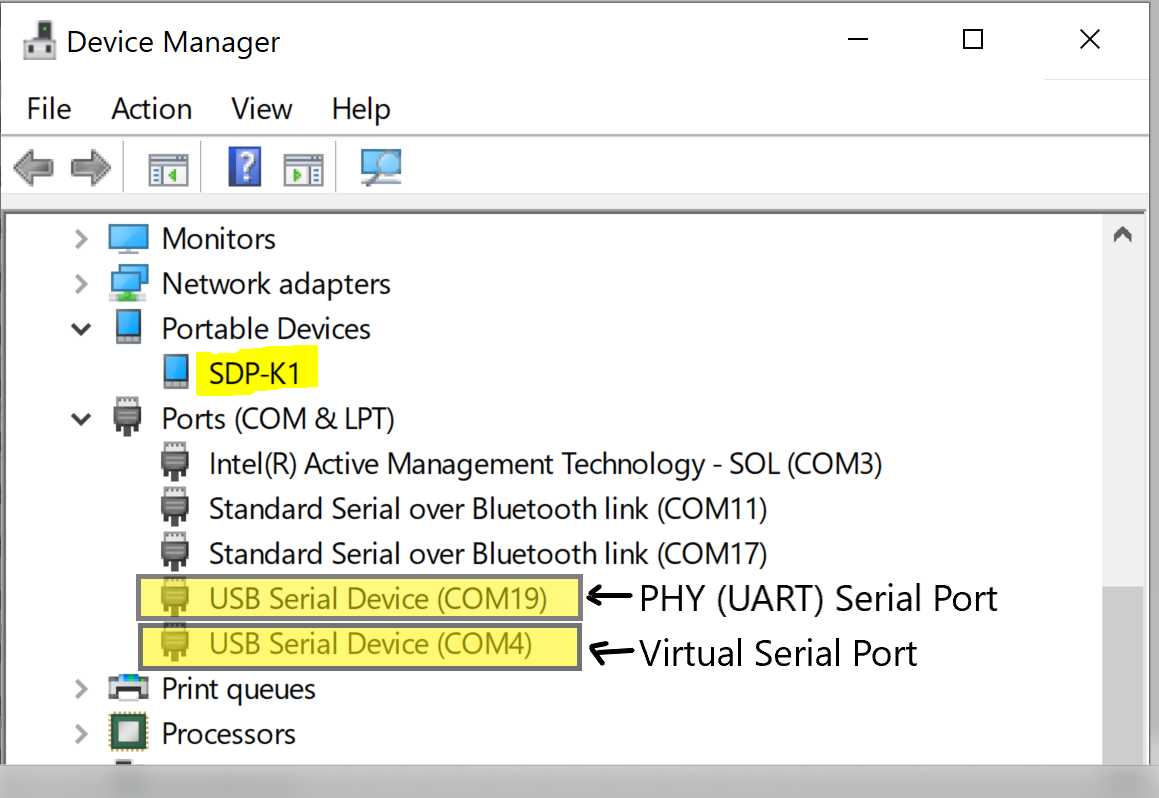 Device Manager
File Action View Help
Monitors
Network adapters
Portable Devices
SDP-K1
Ports (COM & LPT)
Intel(R) Active Management Technology - SOL (COM3)
Standard Serial over Bluetooth link (COM11)
Standard Serial over Bluetooth link (COM17)
USB Serial Device (COM19) PHY (UART) Serial Port
USB Serial Device (COM4) Virtual Serial Port
Print queues
Processors